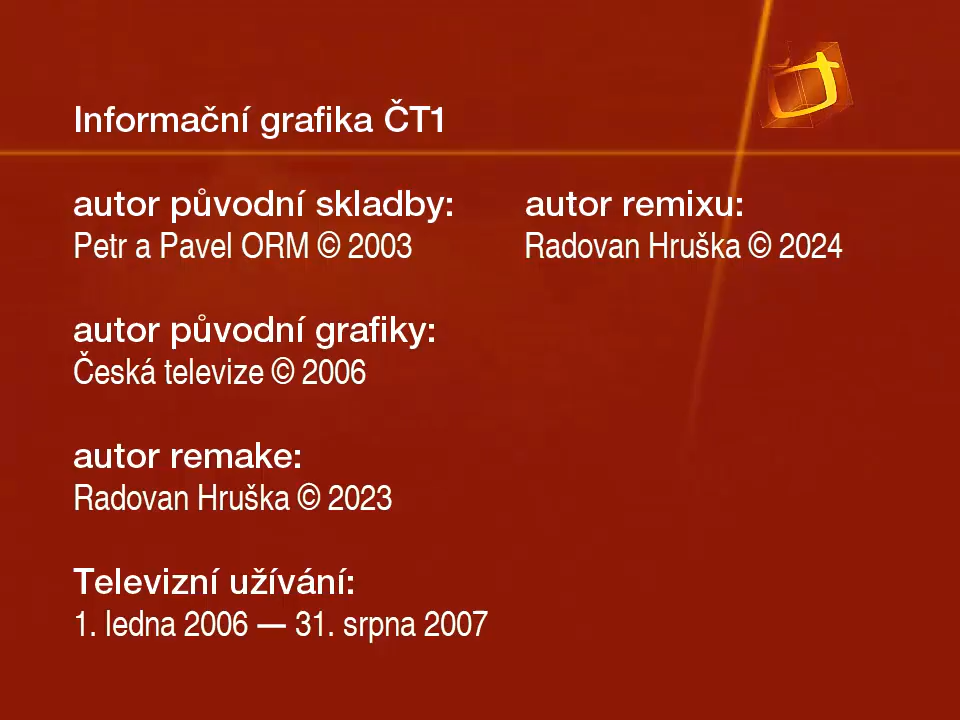 Informační grafika ČT1
autor původní skladby:
Petr a Pavel ORM © 2003
autor remixu:
Radovan Hruška © 2024
autor původní grafiky:
Česká televize © 2006
autor remake:
Radovan Hruška © 2023
Televizní užívání:
1. ledna 2006 — 31. srpna 2007